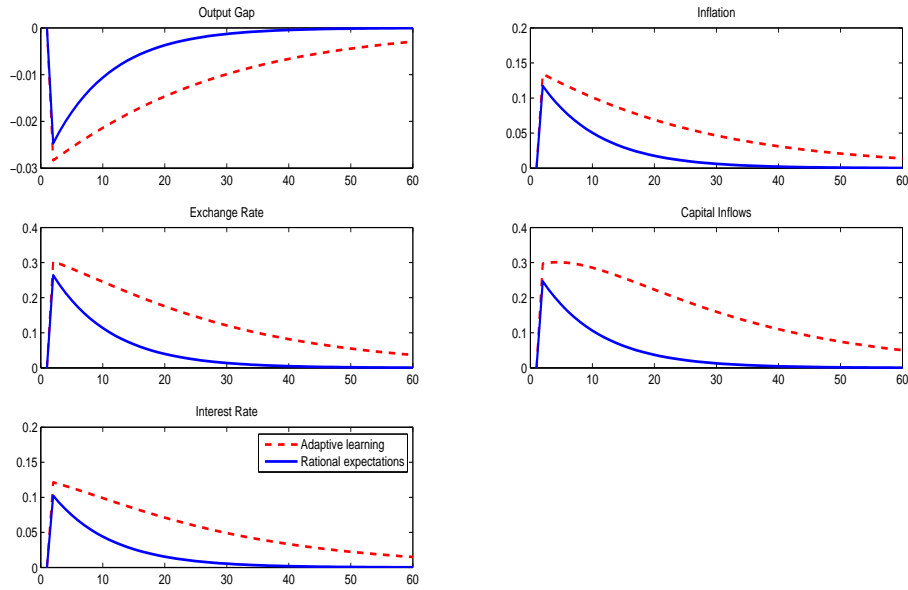 Output Gap
0
−0.01
−0.02
−0.03
0 10 20 30 40 50 60
Inflation
0.2
0.15
0.1
0.05
0
0 10 20 30 40 50 60
Exchange Rate
0.4
0.3
0.2
0.1
0
0 10 20 30 40 50 60
Capital Inflows
0.4
0.3
0.2
0.1
0
0 10 20 30 40 50 60
Interest Rate
0.2
0.15
0.1
0.05
0
0 10 20 30 40 50 60
Adaptive learning
Rational expectations